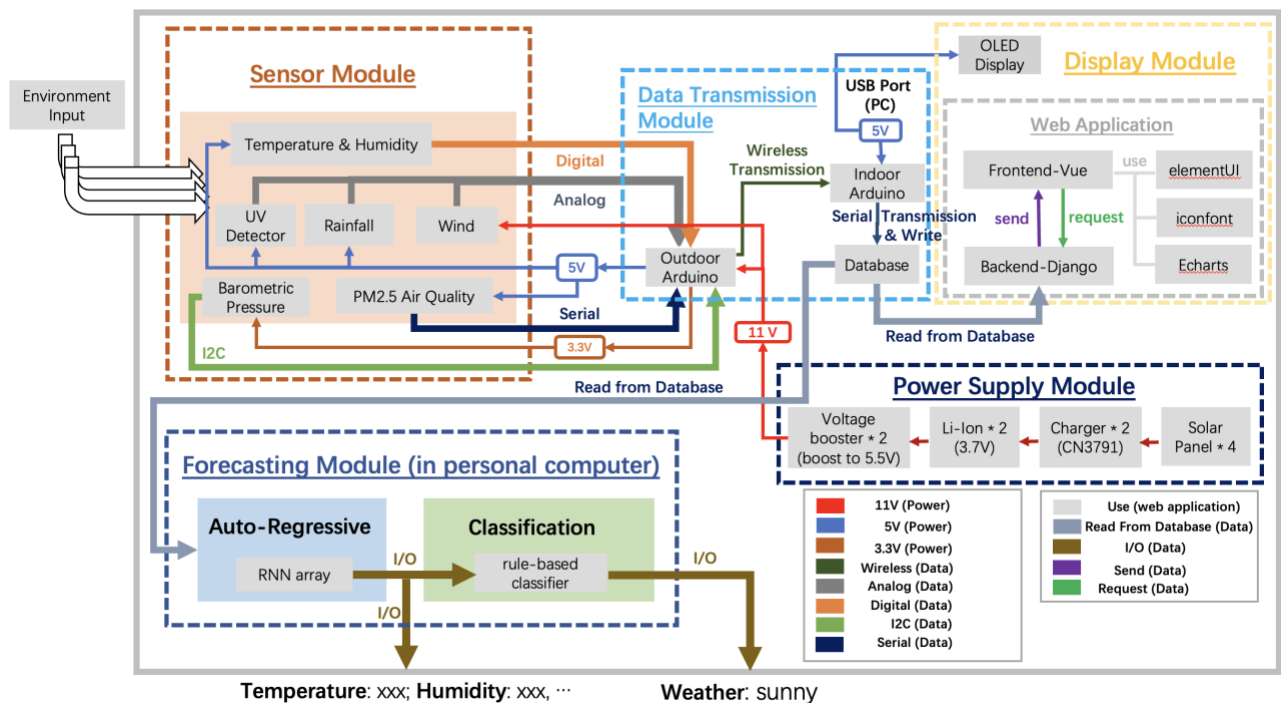 Environment
Input
Sensor Module
Temperature & Humidity
UV
Detector
Rainfall
Wind
Barometric
Pressure
PM2.5 Air Quality
Digital
Analog
5V
Serial
3.3V
I2C
Data Transmission
Module
USB Port
(PC)
5V
Wireless
Transmission
Indoor
Arduino
Serial Transmission
& Write
Outdoor
Arduino
Database
11 V
Read from Database
Read from Database
OLED
Display
Display Module
Web Application
Frontend-Vue
use
elementUI
iconfont
Echarts
send
request
Backend-Django
Power Supply Module
Voltage
booster * 2
(boost to 5.5V)
Li-Ion * 2
(3.7V)
Charger * 2
(CN3791)
Solar
Panel * 4
Forecasting Module (in personal computer)
Auto-Regressive
RNN array
I/O
I/O
Classification
rule-based
classifier
I/O
11V (Power)
5V (Power)
3.3V (Power)
Wireless (Data)
Analog (Data)
Digital (Data)
I2C (Data)
Serial (Data)
Use (web application)
Read From Database (Data)
I/O (Data)
Send (Data)
Request (Data)
Temperature: xxx; Humidity: xxx, ···
Weather: sunny